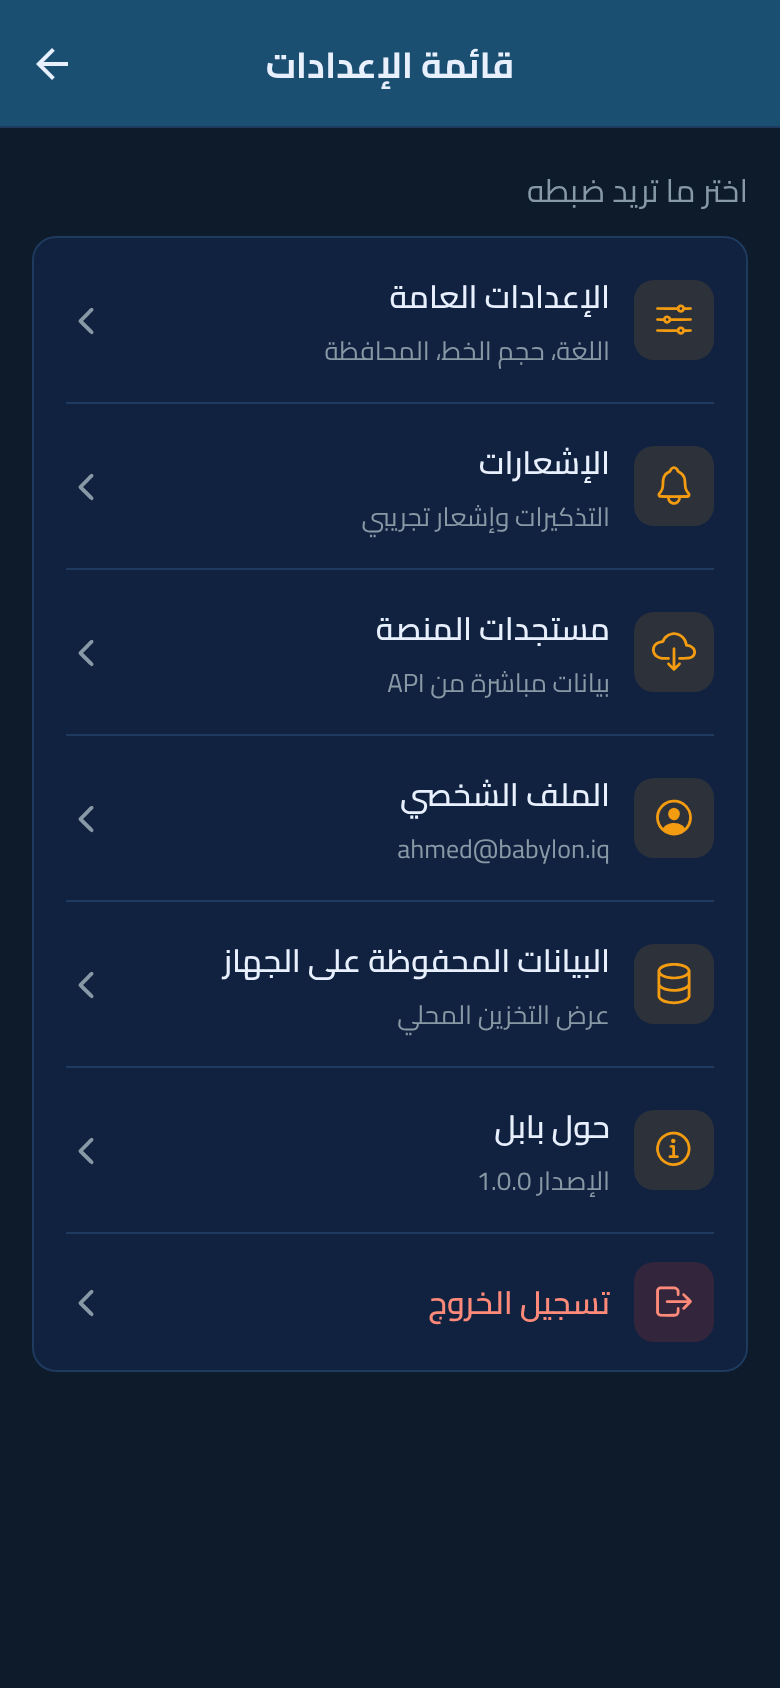 قائمة الإعدادات
اختر ما تريد ضبطه
الإعدادات العامة
اللغة، حجم الخط، المحافظة
الإشعارات
التذكيرات وإشعار تجريبي
مستجدات المنصة
بيانات مباشرة من API
الملف الشخصي
ahmed@babylon.iq
البيانات المحفوظة على الجهاز
عرض التخزين المحلي
حول بابل
الإصدار 1.0.0
تسجيل الخروج